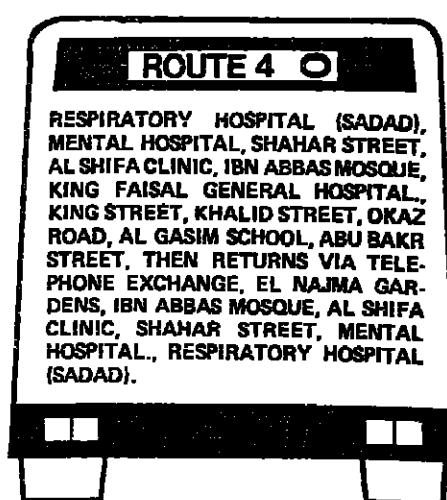 ROUTE 4 O
RESPIRATORY HOSPITAL (SADAD),
MENTAL HOSPITAL, SHAHAR STREET,
AL SHIFA CLINIC, IBN ABBAS MOSQUE,
KING FAISAL GENERAL HOSPITAL.,
KING STREET, KHALID STREET, OKAZ
ROAD, AL GASIM SCHOOL, ABU BAKR
STREET, THEN RETURNS VIA TELE-
PHONE EXCHANGE, EL NAJMA GAR-
DENS, IBN ABBAS MOSQUE, AL SHIFA
CLINIC, SHAHAR STREET, MENTAL
HOSPITAL., RESPIRATORY HOSPITAL
(SADAD).